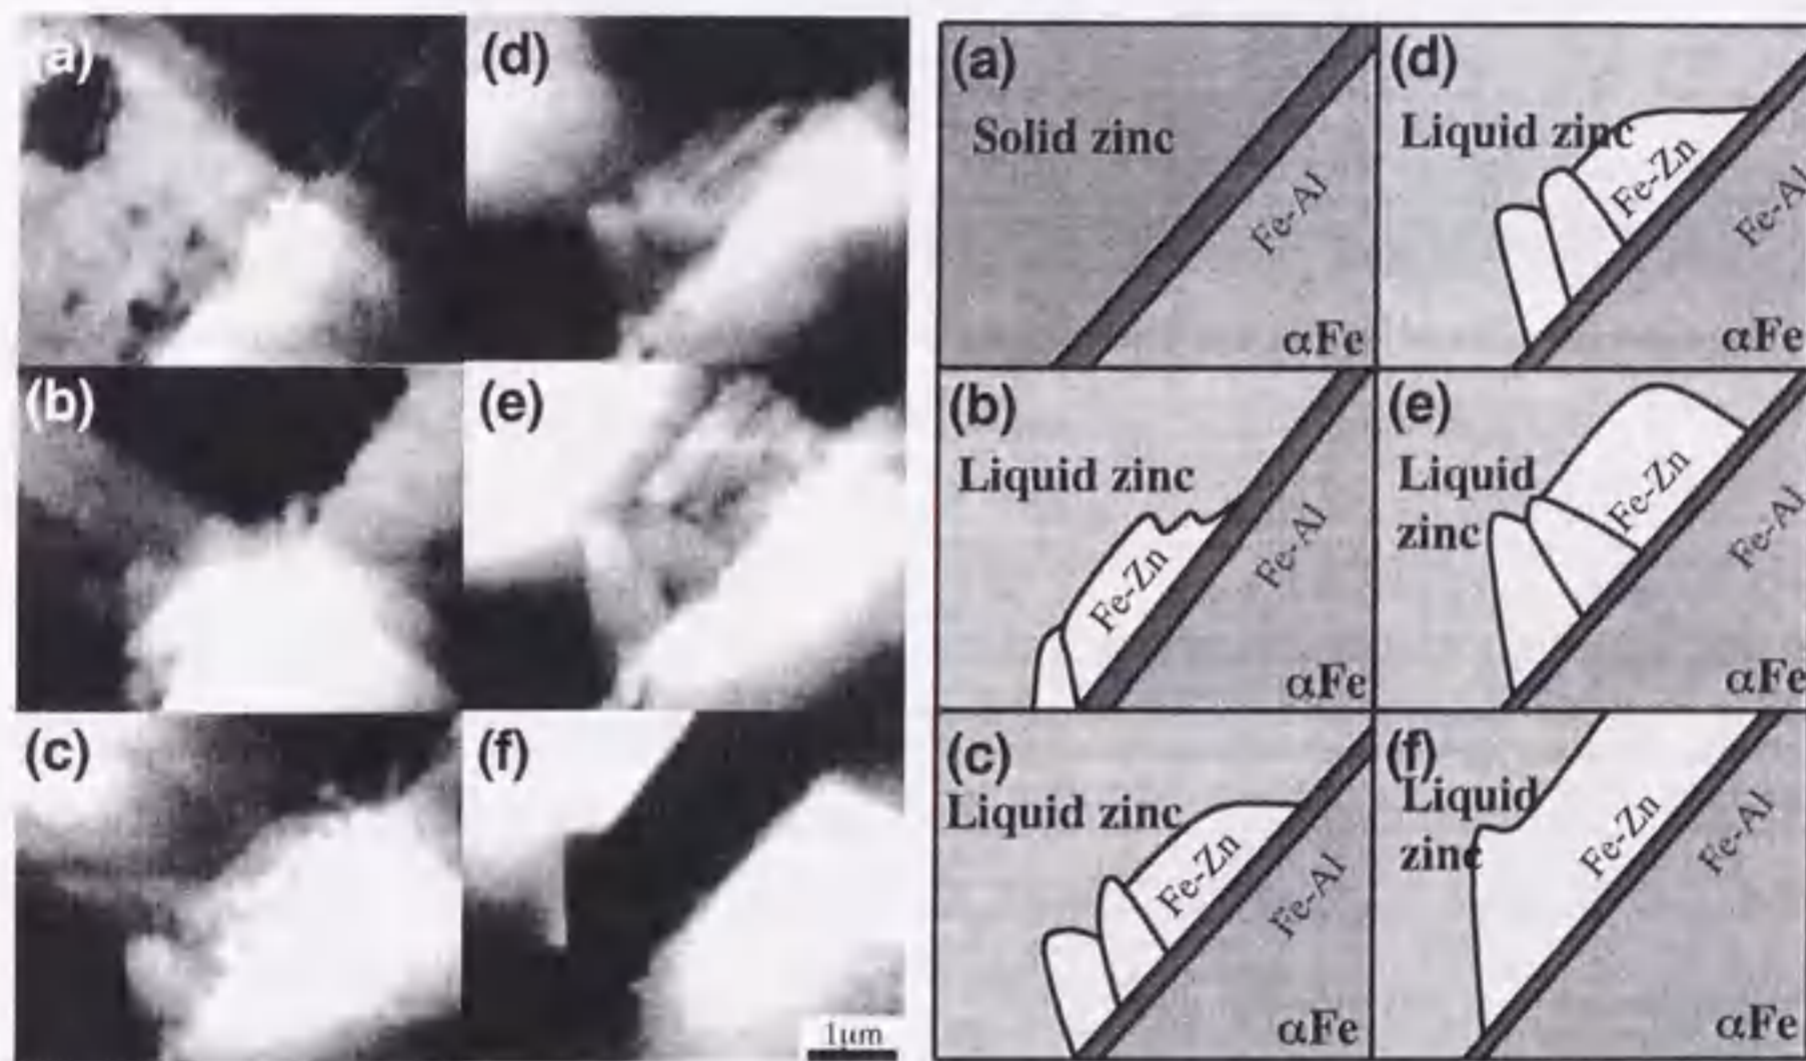 (a)
(d)
(b)
(e)
(c)
(f)
1μm
(a)
Solid zinc
Fe-Al
αFe
(d)
Liquid zinc
Fe-Zn
Fe-Al
αFe
(b)
Liquid zinc
Fe-Zn
Fe-Al
αFe
(e)
Liquid
zinc
Fe-Zn
Fe-Al
αFe
(c)
Liquid zinc
Fe-Zn
Fe-Al
αFe
(f)
Liquid
zinc
Fe-Zn
Fe-Al
αFe